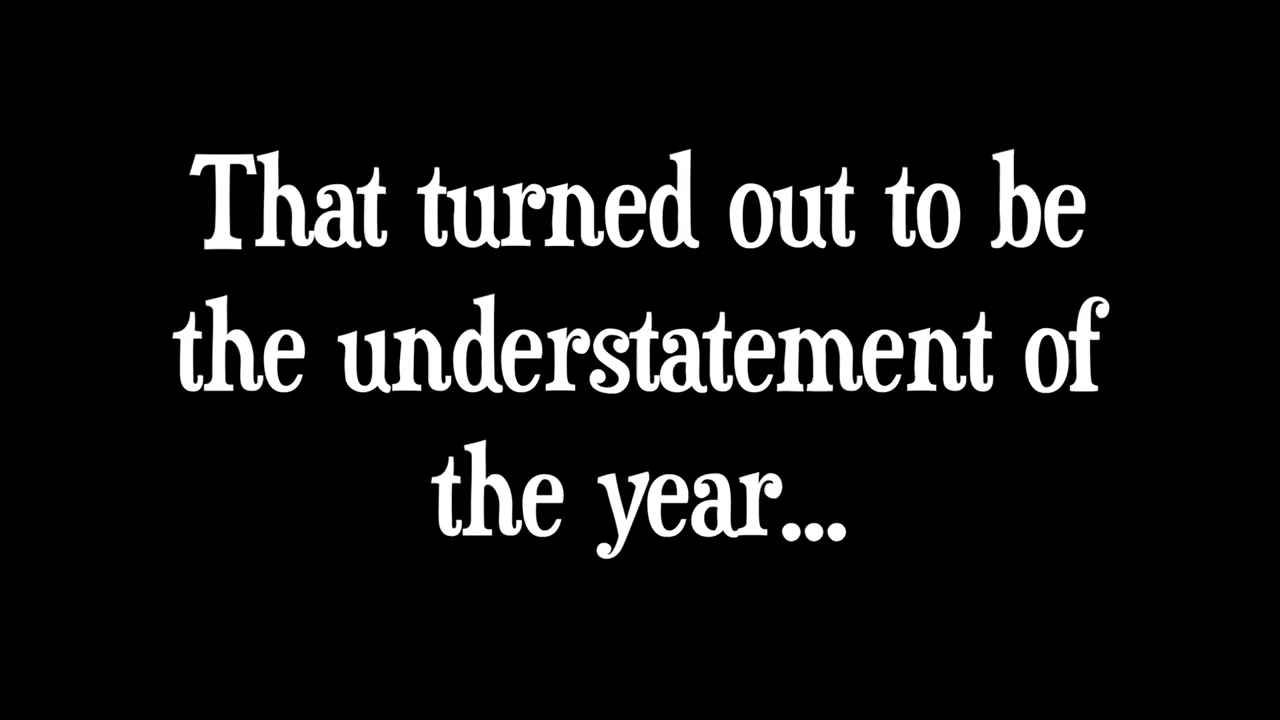 That turned out to be
the understatement of
the year...